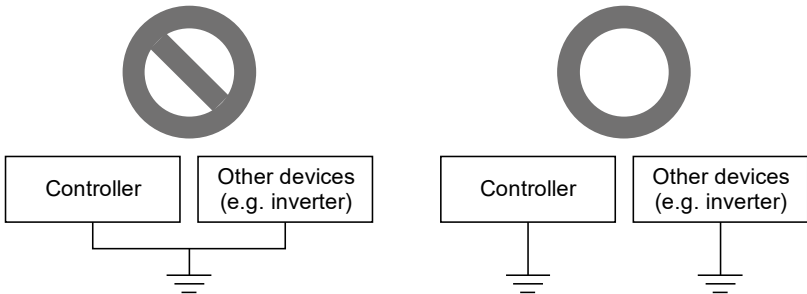 Controller
Other devices
(e.g. inverter)
Controller
Other devices
(e.g. inverter)